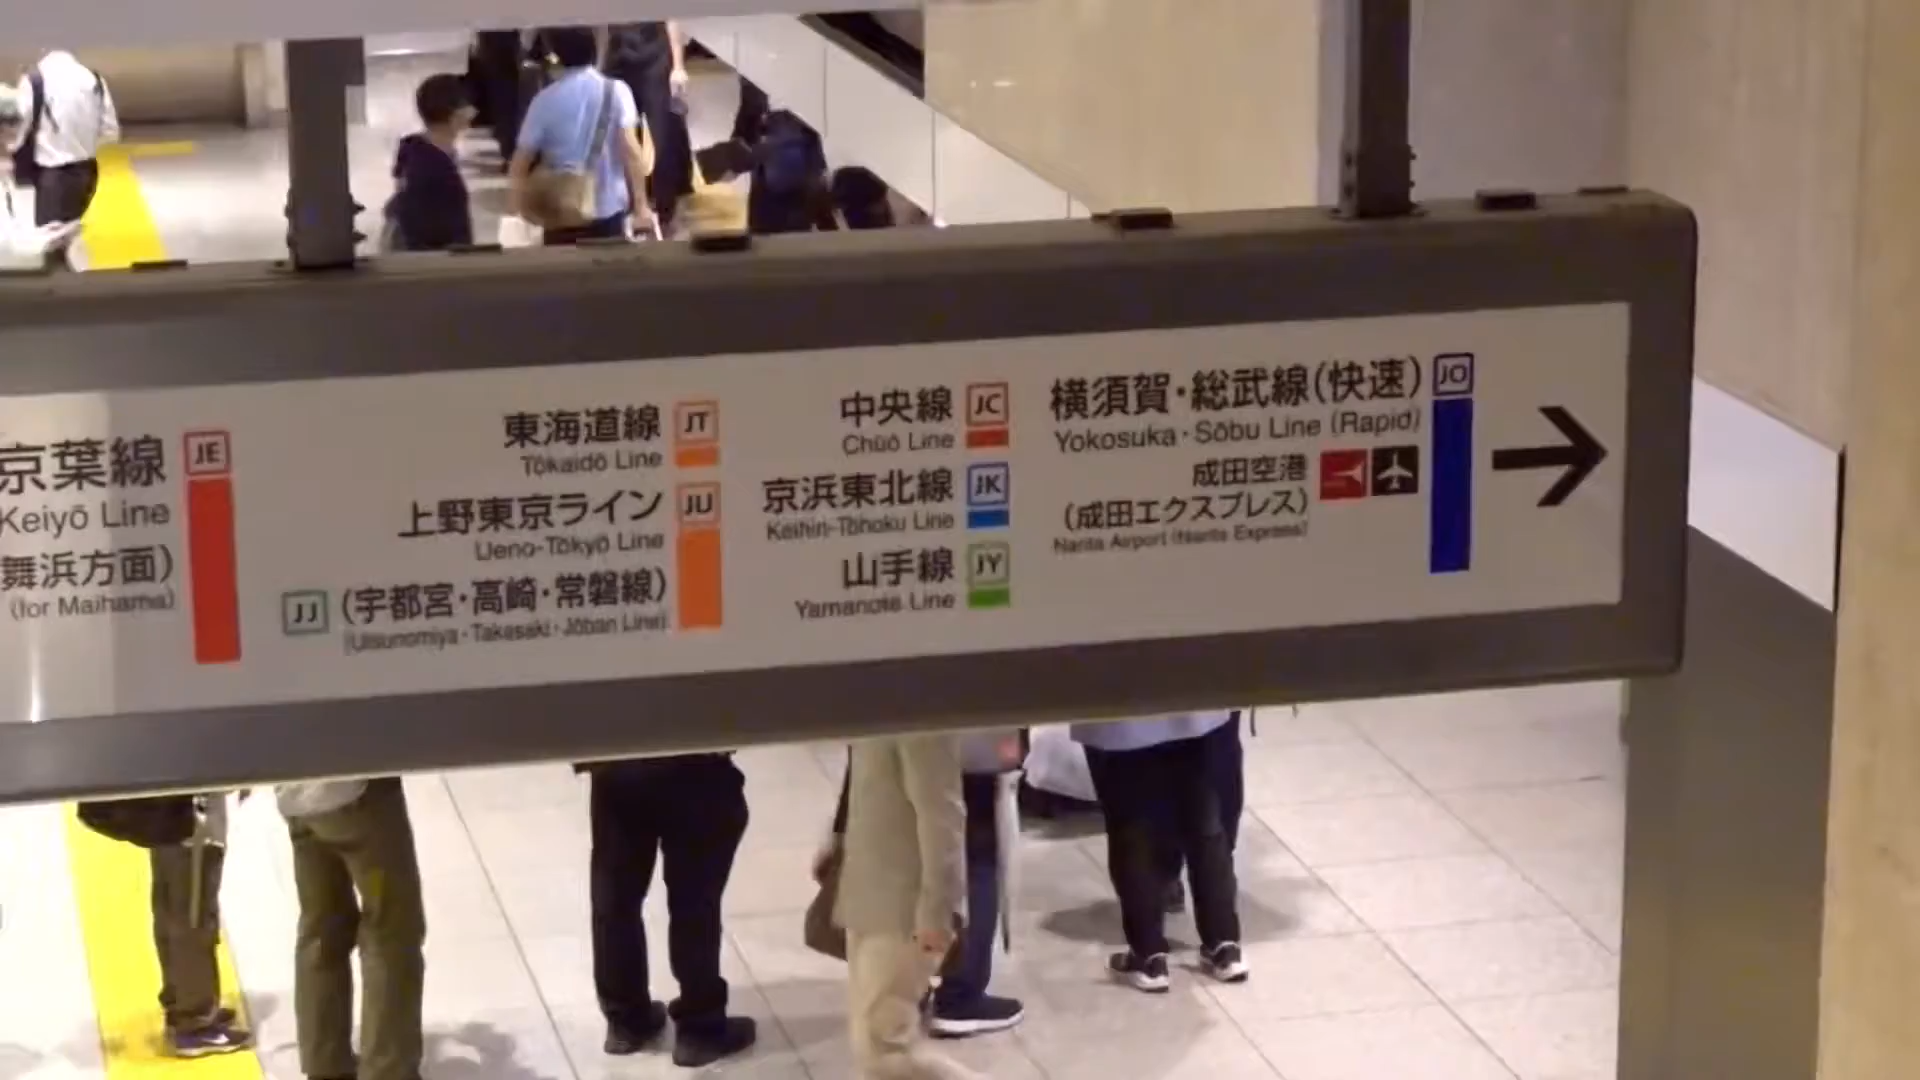 京葉線 JE
Keiyō Line
舞浜方面)
(for Maihama)
東海道線 JT
Tōkaidō Line
上野東京ライン JU
Ueno-Tōkyō Line
JJ (宇都宮・高崎・常磐線)
(Utsunomiya・Takasaki・Jōban Line)
中央線 JC
Chūō Line
京浜東北線 JK
Keihin-Tōhoku Line
山手線 JY
Yamanote Line
横須賀・総武線(快速) JO
Yokosuka・Sōbu Line (Rapid)
成田空港
(成田エクスプレス)
Narita Airport (Narita Express)